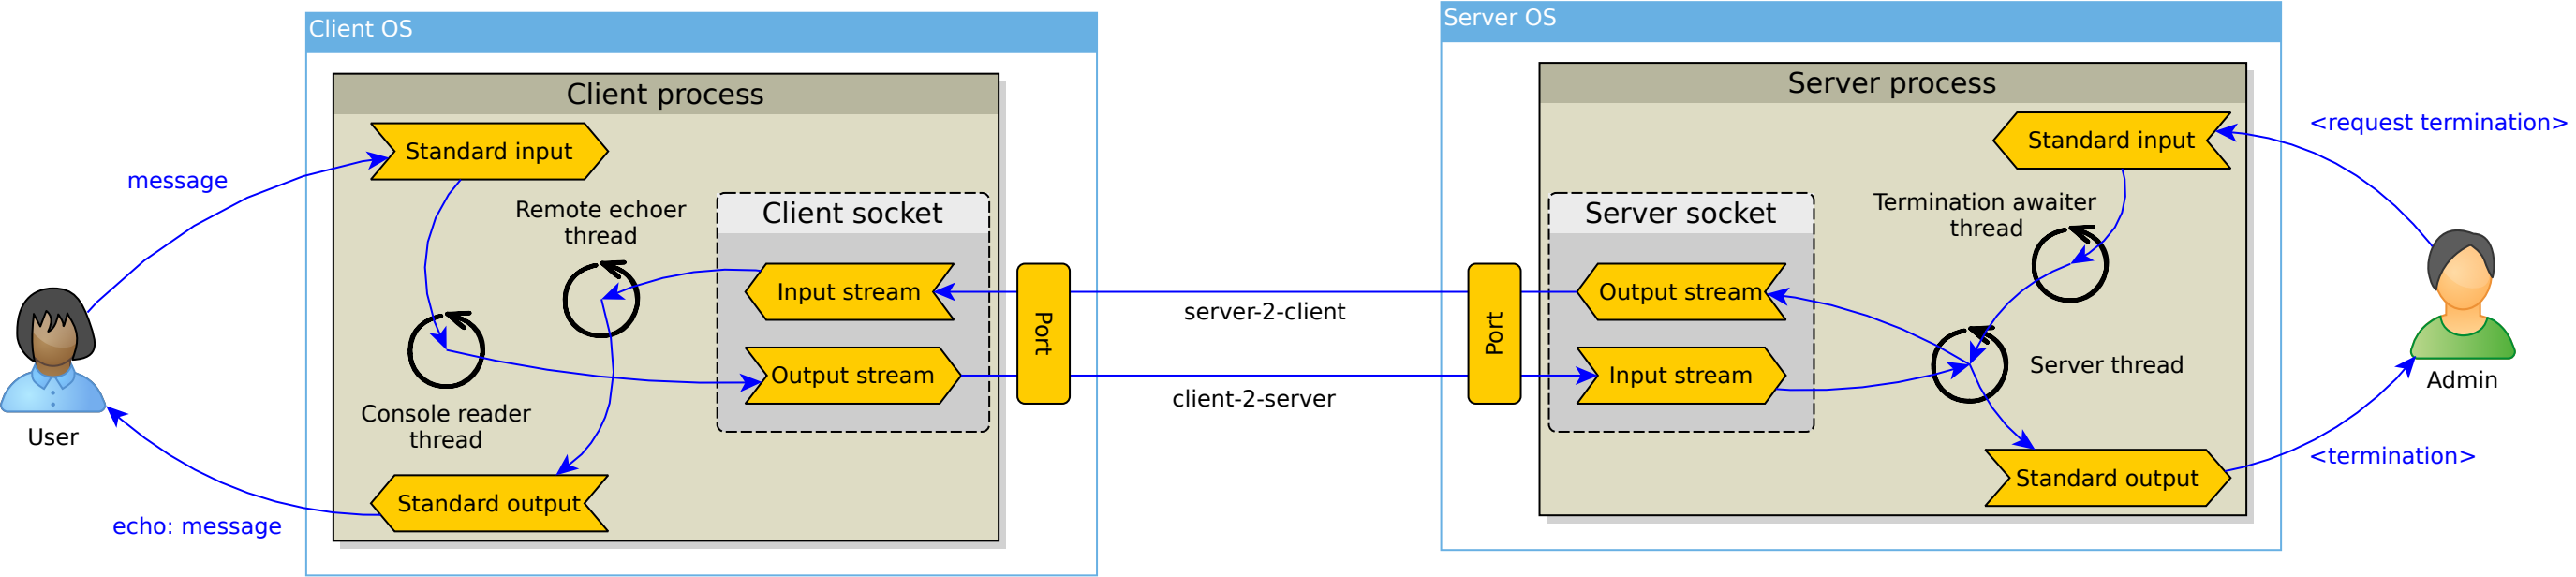 Client OS
Client process
message
Standard input
Remote echoer
thread
Client socket
Input stream
Output stream
Port
Console reader
thread
User
Standard output
echo: message
server-2-client
client-2-server
Server OS
Server process
Standard input
<request termination>
Server socket
Termination awaiter
thread
Output stream
Port
Input stream
Server thread
Admin
<termination>
Standard output